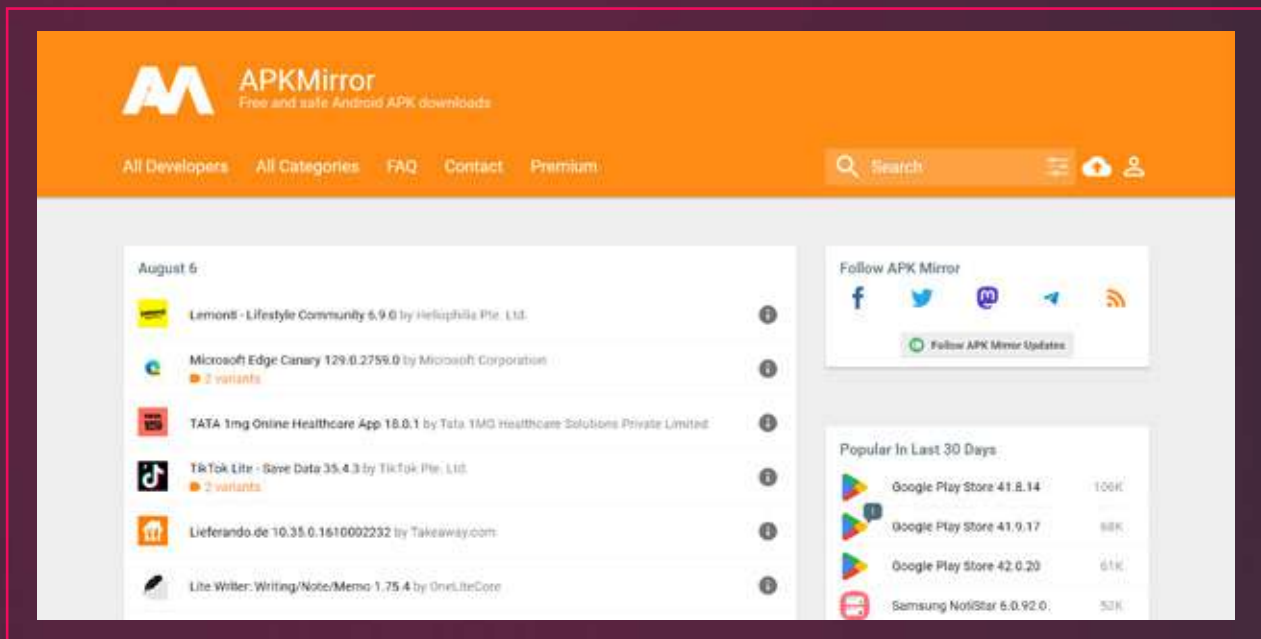 APKMirror
Free and safe Android APK downloads
All Developers All Categories FAQ Contact Premium
Search
August 6
Lemon8 - Lifestyle Community 6.9.0 by Heliophilia Pte. Ltd.
Microsoft Edge Canary 129.0.2759.0 by Microsoft Corporation
2 variants
TATA 1mg Online Healthcare App 18.0.1 by Tata 1MG Healthcare Solutions Private Limited
TikTok Lite - Save Data 35.4.3 by TikTok Pte. Ltd.
2 variants
Lieferando.de 10.35.0.1610002232 by Takeaway.com
Lite Writer: Writing/Note/Memo 1.75.4 by OneLiteCore
Follow APK Mirror
Follow APK Mirror Updates
Popular In Last 30 Days
Google Play Store 41.8.14 106K
Google Play Store 41.9.17 68K
Google Play Store 42.0.20 61K
Samsung NotiStar 6.0.92.0 52K